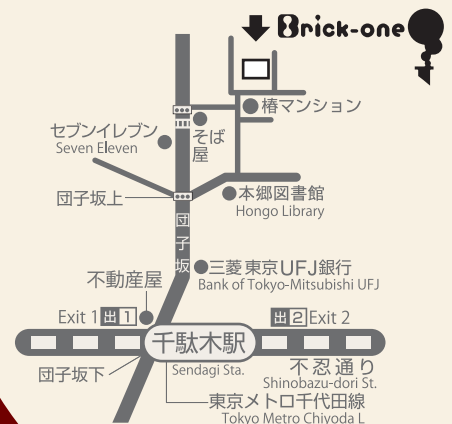 Brick-one
椿マンション
セブンイレブン
Seven Eleven
そば
屋
団子坂上
本郷図書館
Hongo Library
団子坂
三菱東京UFJ銀行
Bank of Tokyo-Mitsubishi UFJ
不動産屋
Exit 1 出1
出2 Exit 2
千駄木駅
Sendagi Sta.
団子坂下
不忍通り
Shinobazu-dori St.
東京メトロ千代田線
Tokyo Metro Chiyoda L